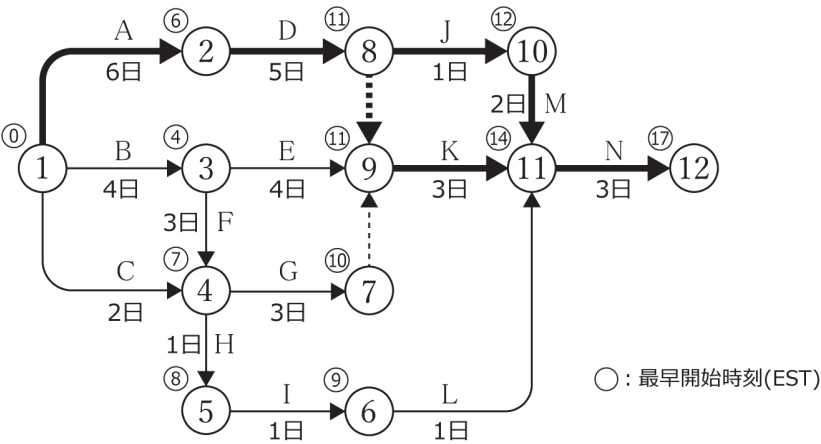 ⑥ ⑪ ⑫
A D J
2 8 10
6日 5日 1日
2日 M
⓪ ④ ⑪ ⑭ ⑰
B E K N
1 3 9 11 12
4日 4日 3日 3日
3日 F
⑦ ⑩
C G
4 7
2日 3日
1日 H
⑧ ⑨
I L
5 6
1日 1日
○：最早開始時刻(EST)